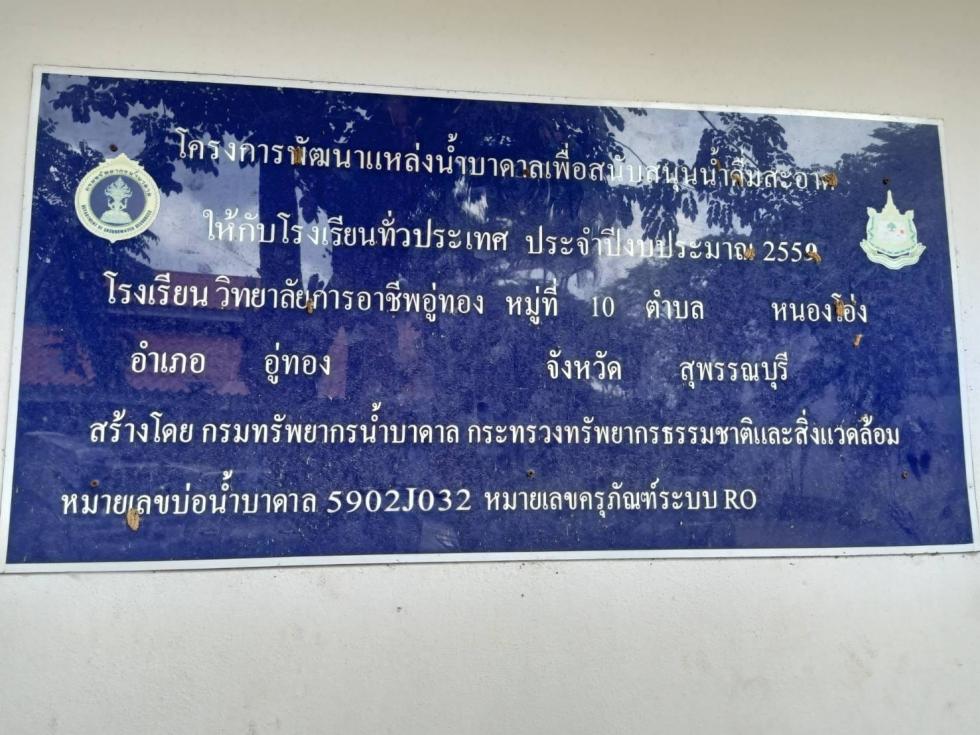 โครงการพัฒนาแหล่งน้ำบาดาลเพื่อสนับสนุนน้ำดื่มสะอาด
ให้กับโรงเรียนทั่วประเทศ ประจำปีงบประมาณ 2559
โรงเรียน วิทยาลัยการอาชีพอู่ทอง หมู่ที่ 10 ตำบล หนองโอ่ง
อำเภอ อู่ทอง จังหวัด สุพรรณบุรี
สร้างโดย กรมทรัพยากรน้ำบาดาล กระทรวงทรัพยากรธรรมชาติและสิ่งแวดล้อม
หมายเลขบ่อน้ำบาดาล 5902J032 หมายเลขครุภัณฑ์ระบบ RO